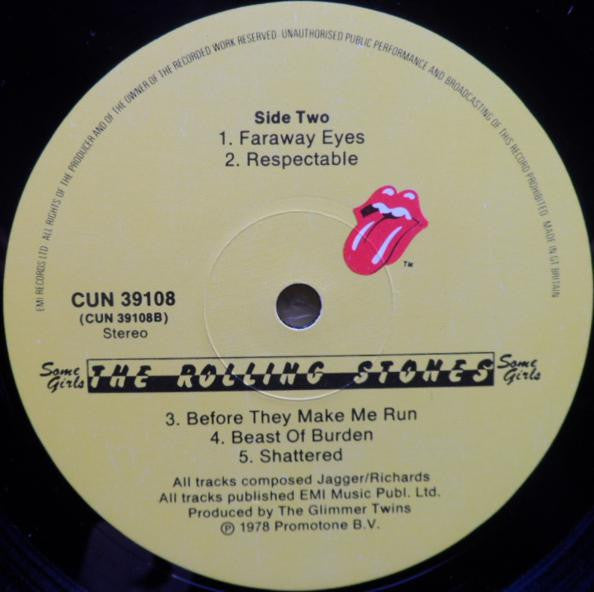 EMI RECORDS LTD ALL RIGHTS OF THE PRODUCER AND OF THE OWNER OF THE RECORDED WORK RESERVED UNAUTHORISED PUBLIC PERFORMANCE AND BROADCASTING OF THIS RECORD PROHIBITED MADE IN GT BRITAIN
Side Two
1. Faraway Eyes
2. Respectable
TM
CUN 39108
(CUN 39108B)
Stereo
Some Girls THE ROLLING STONES Some Girls
3. Before They Make Me Run
4. Beast Of Burden
5. Shattered
All tracks composed Jagger/Richards
All tracks published EMI Music Publ. Ltd.
Produced by The Glimmer Twins
℗ 1978 Promotone B.V.